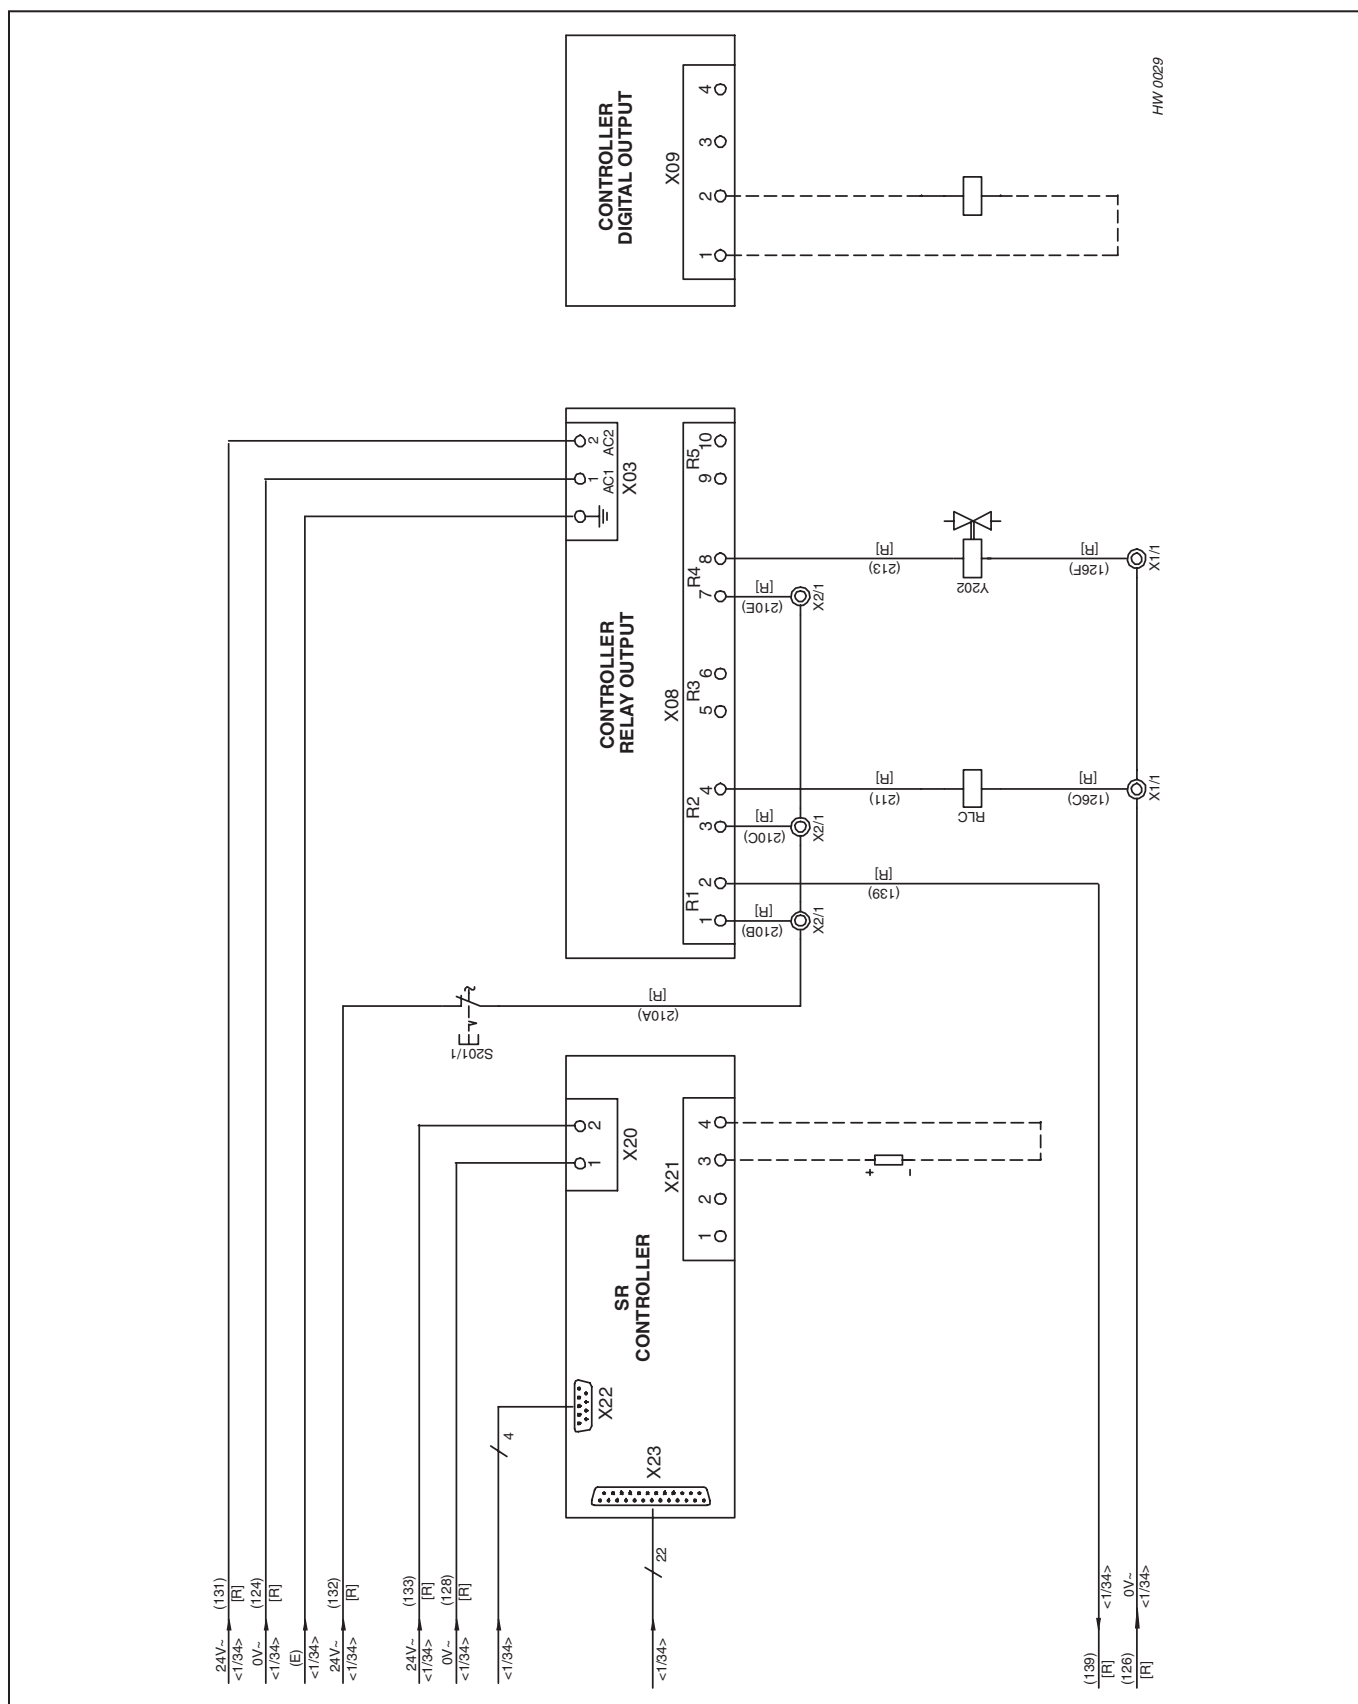 HW 0029
CONTROLLER
DIGITAL OUTPUT
X09
1
2
3
4
CONTROLLER
RELAY OUTPUT
X03
1
AC1
2
AC2
X08
R1
R2
R3
R4
R5
1
2
3
4
5
6
7
8
9
10
(210B)
[R]
X2/1
(139)
[R]
(210C)
[R]
X2/1
(211)
[R]
RLC
(126C)
[R]
X1/1
(210E)
[R]
X2/1
(213)
[R]
Y202
(126F)
[R]
X1/1
S201/1
(210A)
[R]
SR
CONTROLLER
X20
1
2
X21
1
2
3
4
+
-
X22
4
X23
22
24V~
<1/34>
(131)
[R]
0V~
<1/34>
(124)
[R]
(E)
<1/34>
24V~
<1/34>
(132)
[R]
24V~
<1/34>
(133)
[R]
0V~
<1/34>
(128)
[R]
<1/34>
<1/34>
(139)
[R]
<1/34>
(126)
[R]
0V~
<1/34>